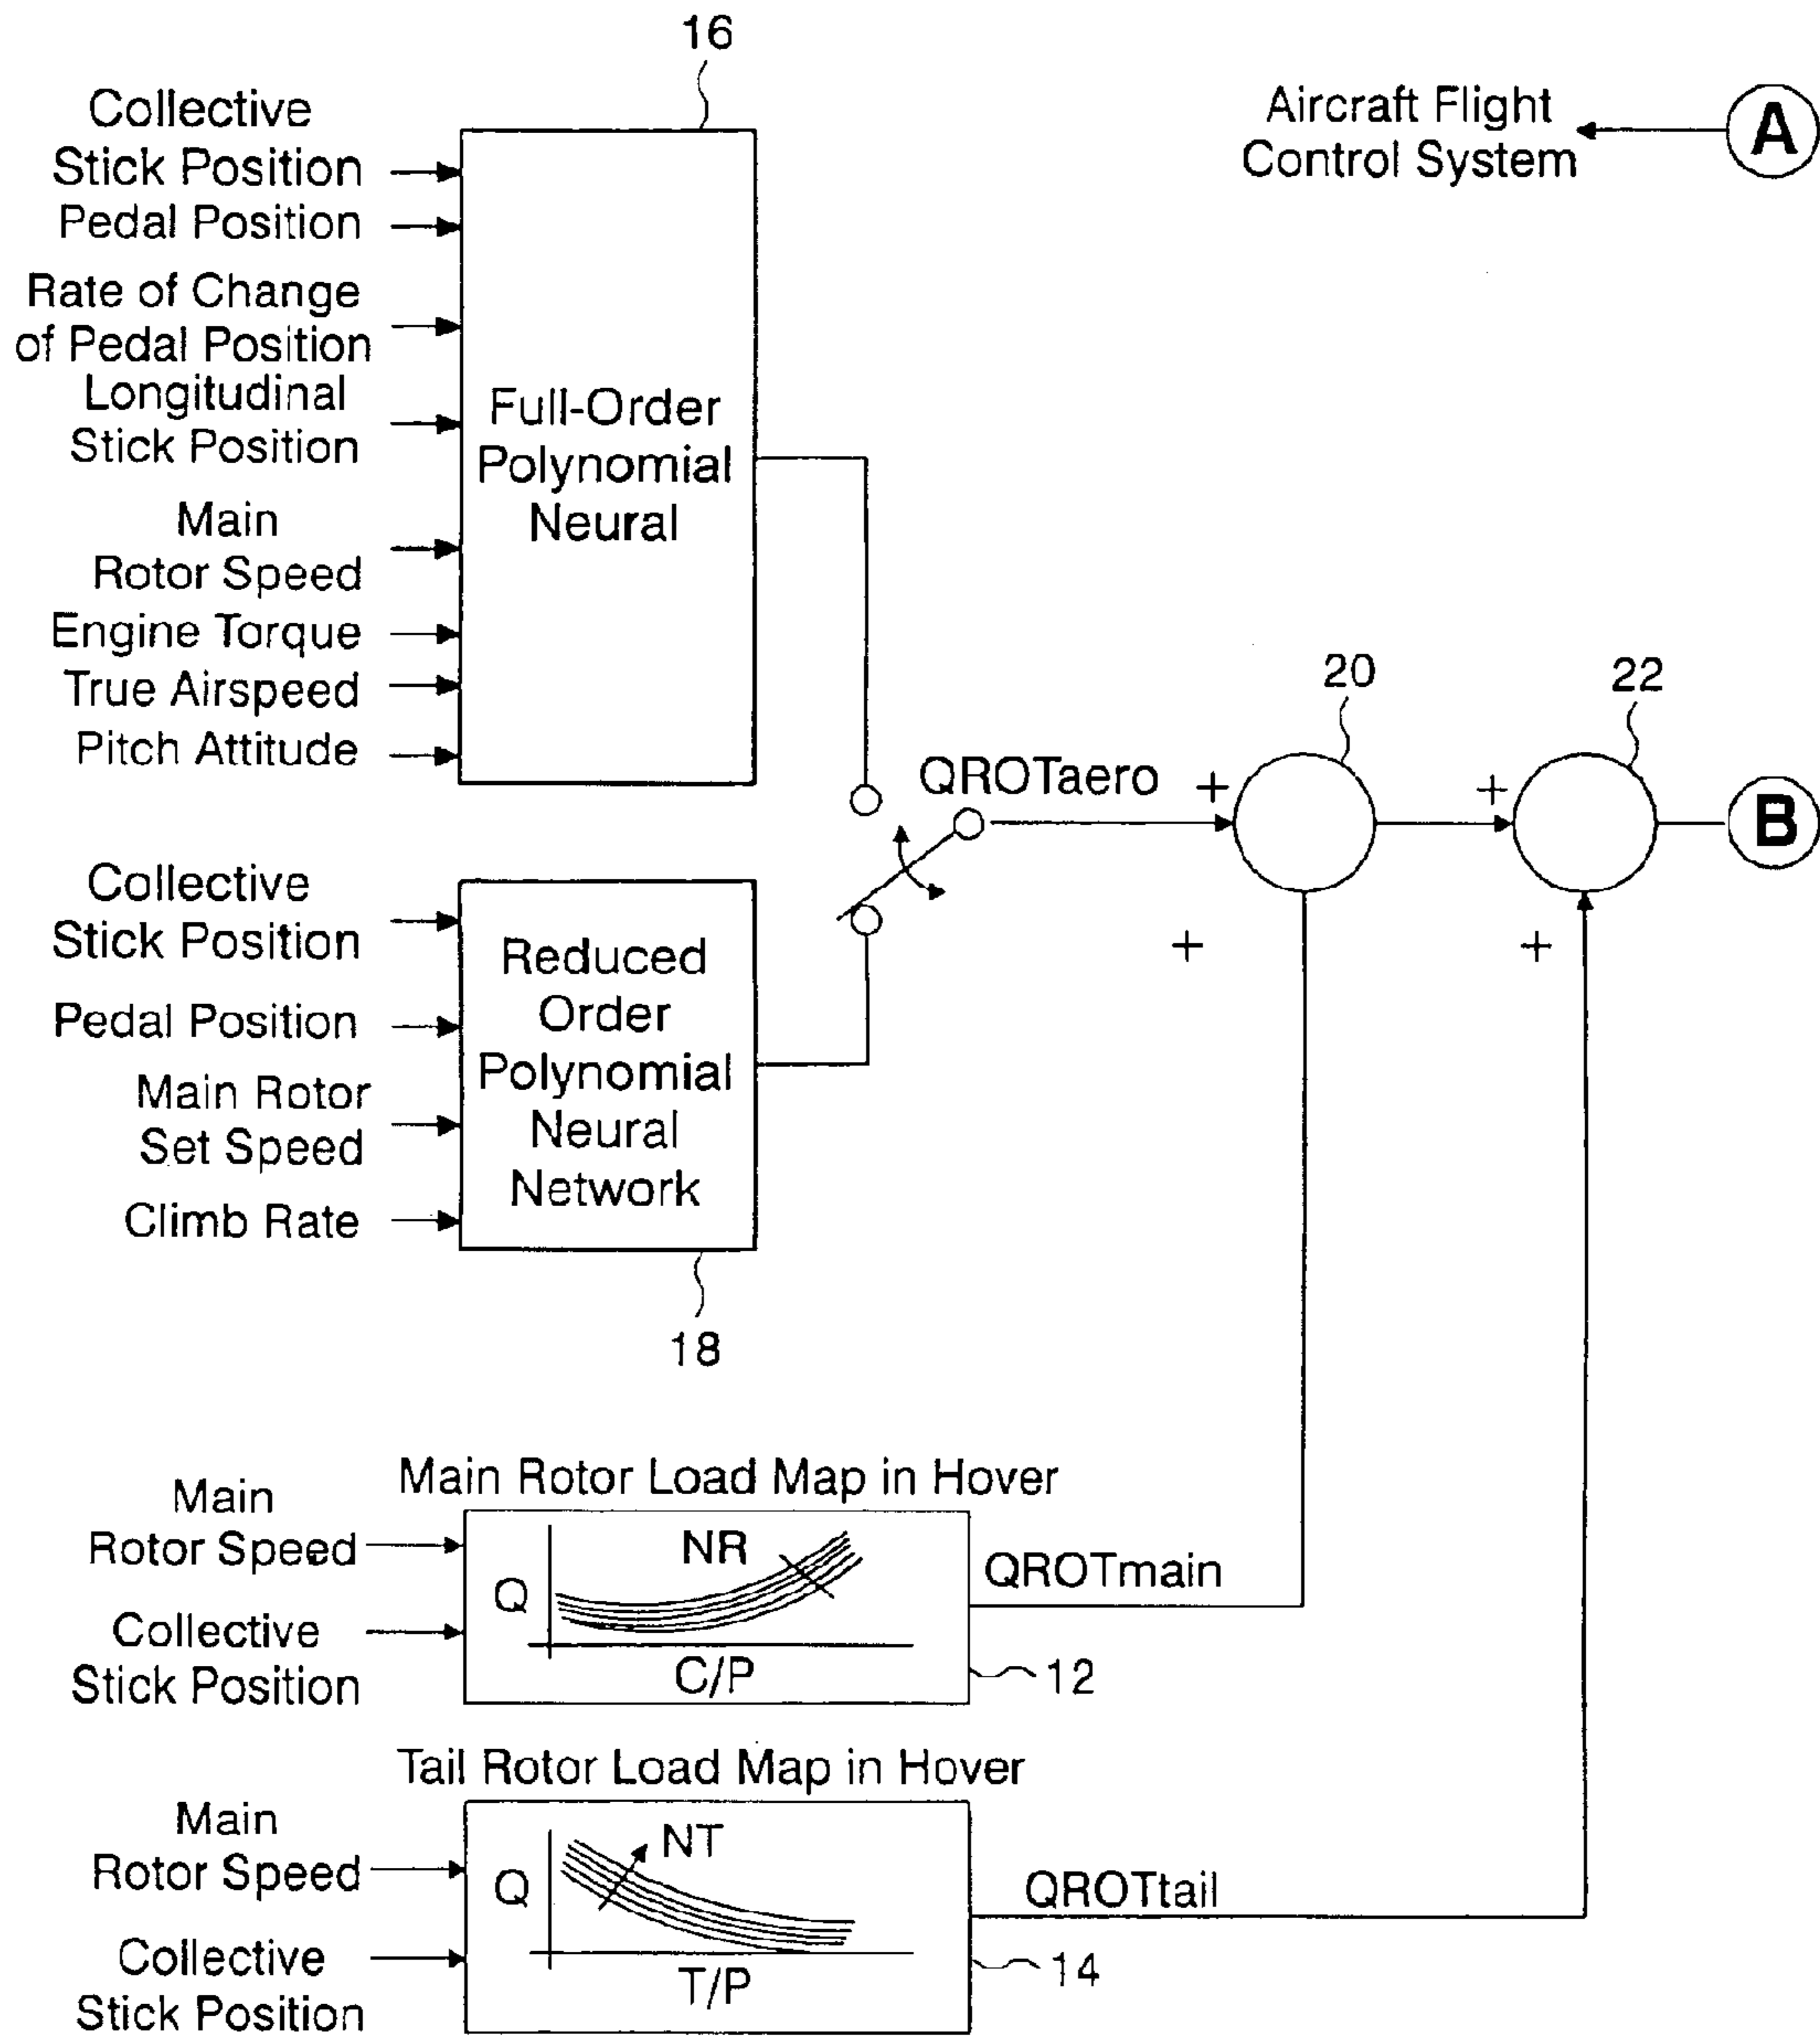 16
Collective
Stick Position
Pedal Position
Rate of Change
of Pedal Position
Longitudinal
Stick Position
Main
Rotor Speed
Engine Torque
True Airspeed
Pitch Attitude
Full-Order
Polynomial
Neural
Aircraft Flight
Control System
A
QROTaero
+
20
+
22
B
+
+
Collective
Stick Position
Pedal Position
Main Rotor
Set Speed
Climb Rate
Reduced
Order
Polynomial
Neural
Network
18
Main Rotor Load Map in Hover
Main
Rotor Speed
Collective
Stick Position
Q
NR
C/P
QROTmain
12
Tail Rotor Load Map in Hover
Main
Rotor Speed
Collective
Stick Position
Q
NT
T/P
QROTtail
14